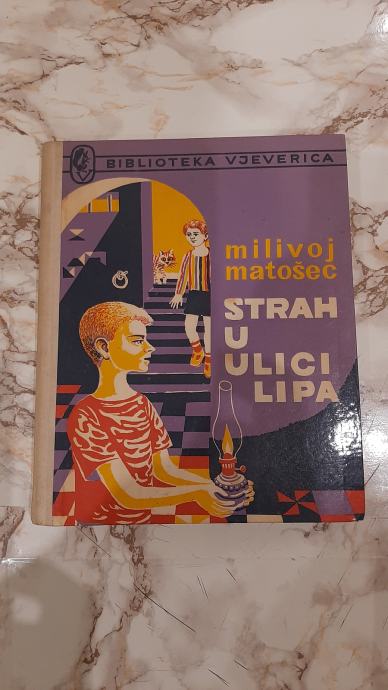 BIBLIOTEKA VJEVERICA
milivoj
matošec
STRAH
U
ULICI
LIPA